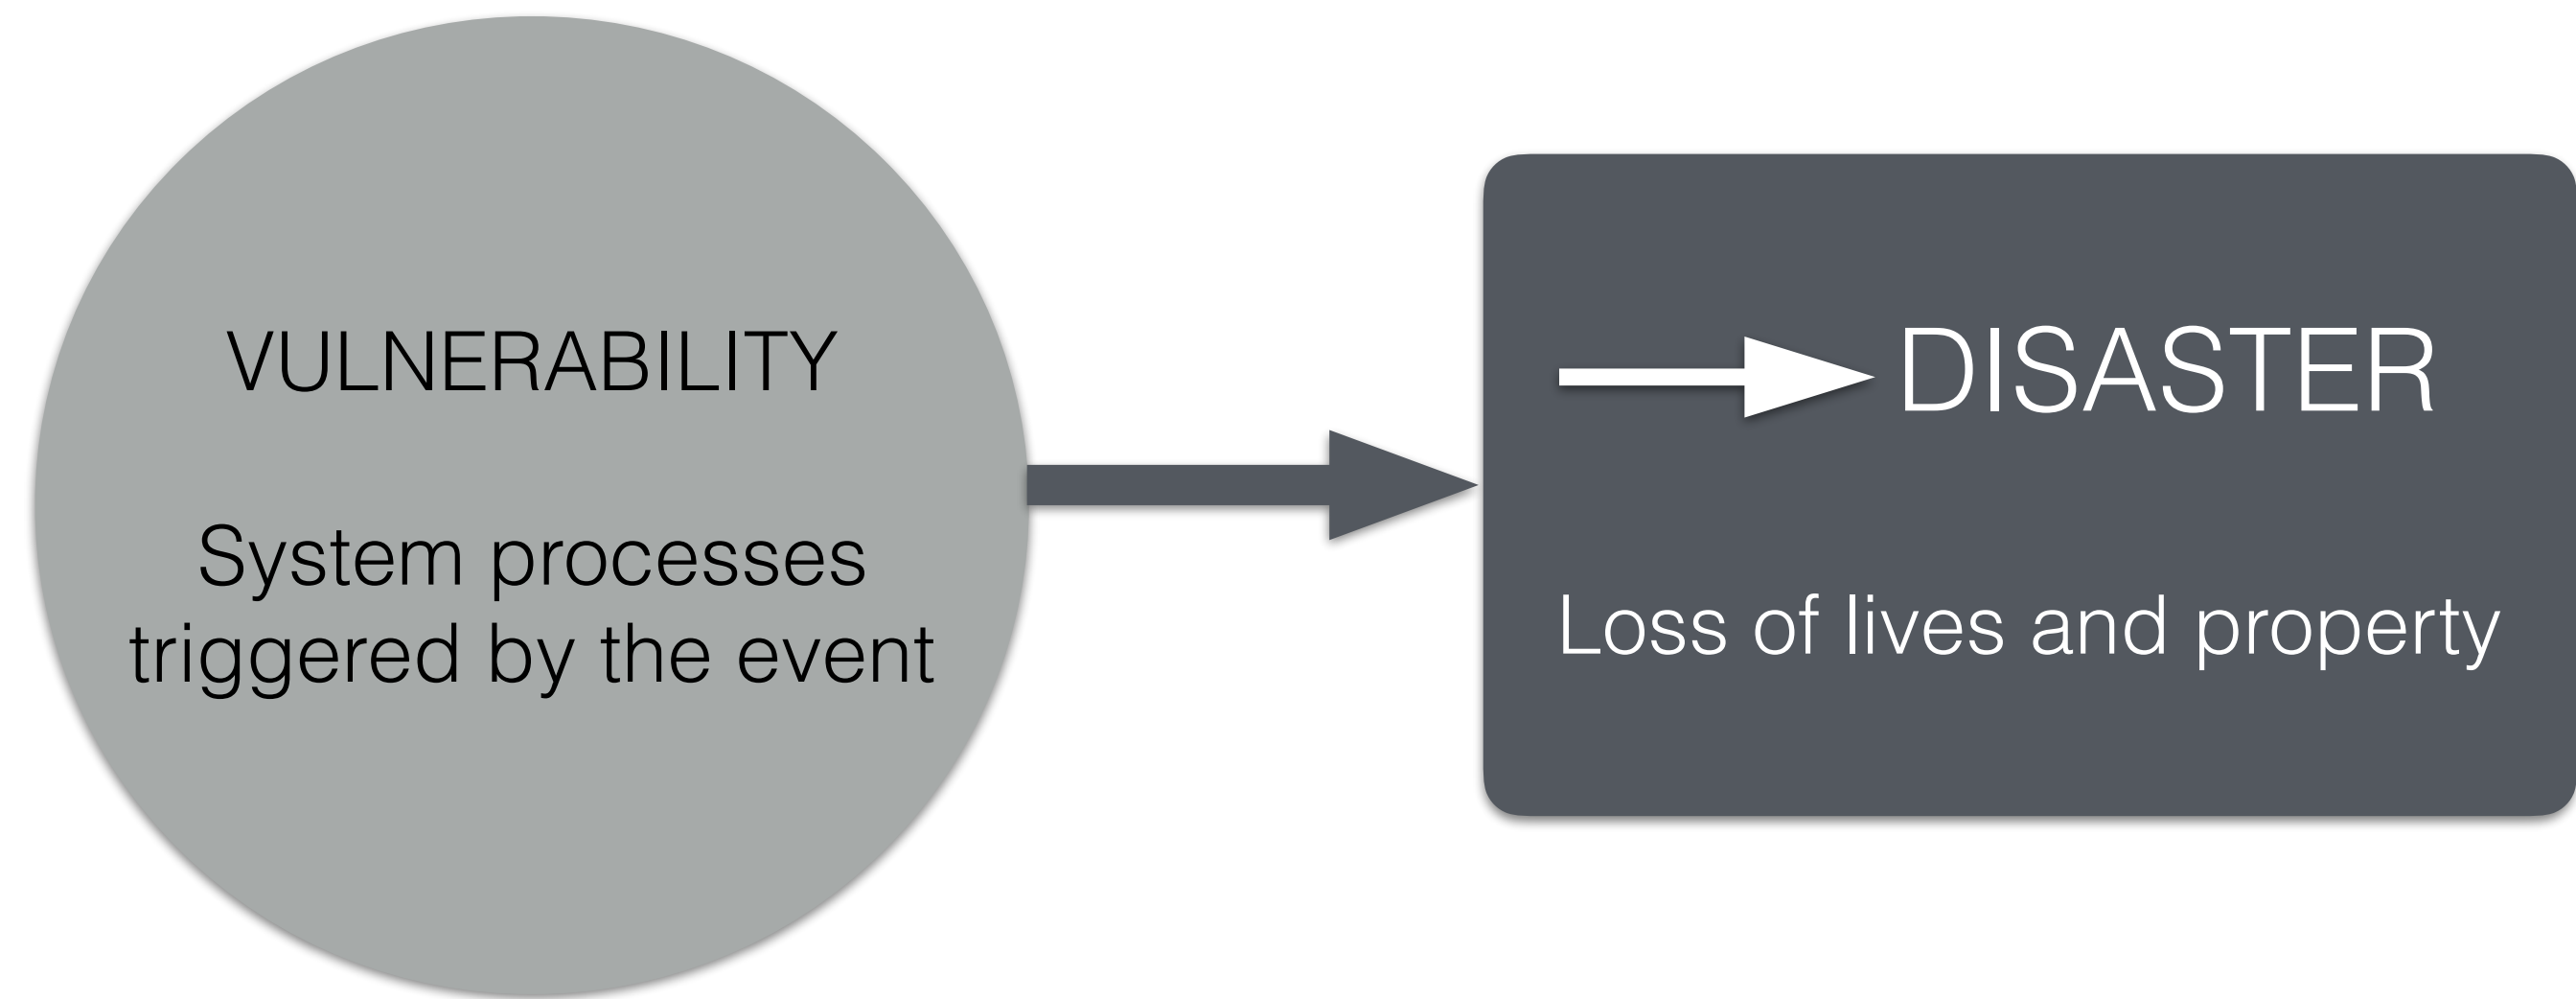 VULNERABILITY
System processes
triggered by the event
DISASTER
Loss of lives and property